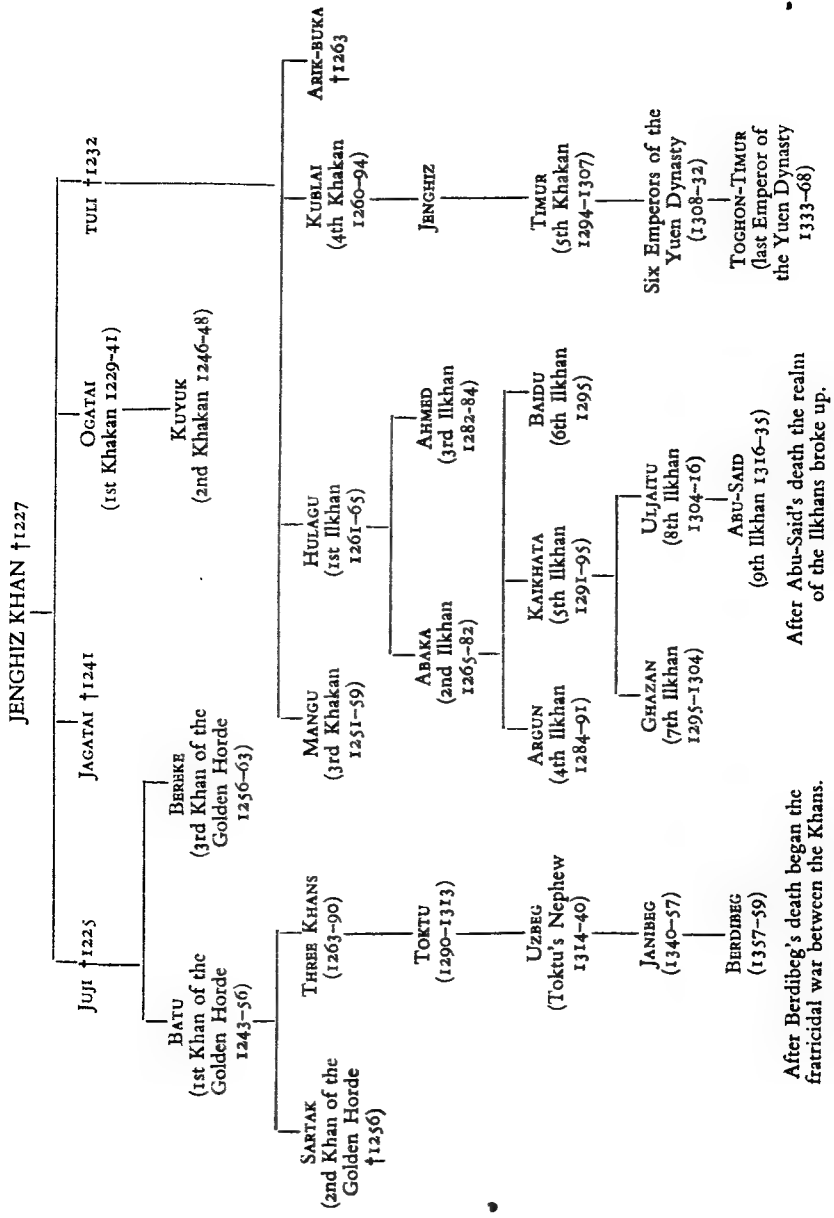 JENGHIZ KHAN †1227
JUJI †1225
JAGATAI †1241
OGATAI
(1st Khakan 1229–41)
TULI †1232
BATU
(1st Khan of the
Golden Horde
1243–56)
BEREKE
(3rd Khan of the
Golden Horde
1256–63)
KUYUK
(2nd Khakan 1246–48)
SARTAK
(2nd Khan of the
Golden Horde
†1256)
THREE KHANS
(1263–90)
MANGU
(3rd Khakan
1251–59)
HULAGU
(1st Ilkhan
1261–65)
KUBLAI
(4th Khakan
1260–94)
ARIK-BUKA
†1263
TOKTU
(1290–1313)
ABAKA
(2nd Ilkhan
1265–82)
AHMED
(3rd Ilkhan
1282–84)
JENGHIZ
UZBEG
(Toktu's Nephew
1314–40)
ARGUN
(4th Ilkhan
1284–91)
KAIKHATA
(5th Ilkhan
1291–95)
BAIDU
(6th Ilkhan
1295)
TIMUR
(5th Khakan
1294–1307)
JANIBEG
(1340–57)
GHAZAN
(7th Ilkhan
1295–1304)
ULJAITU
(8th Ilkhan
1304–16)
Six Emperors of the
Yuen Dynasty
(1308–32)
BERDIBEG
(1357–59)
ABU-SAID
(9th Ilkhan 1316–35)
TOGHON-TIMUR
(last Emperor of
the Yuen Dynasty
1333–68)
After Berdibeg's death began the
fratricidal war between the Khans.
After Abu-Said's death the realm
of the Ilkhans broke up.